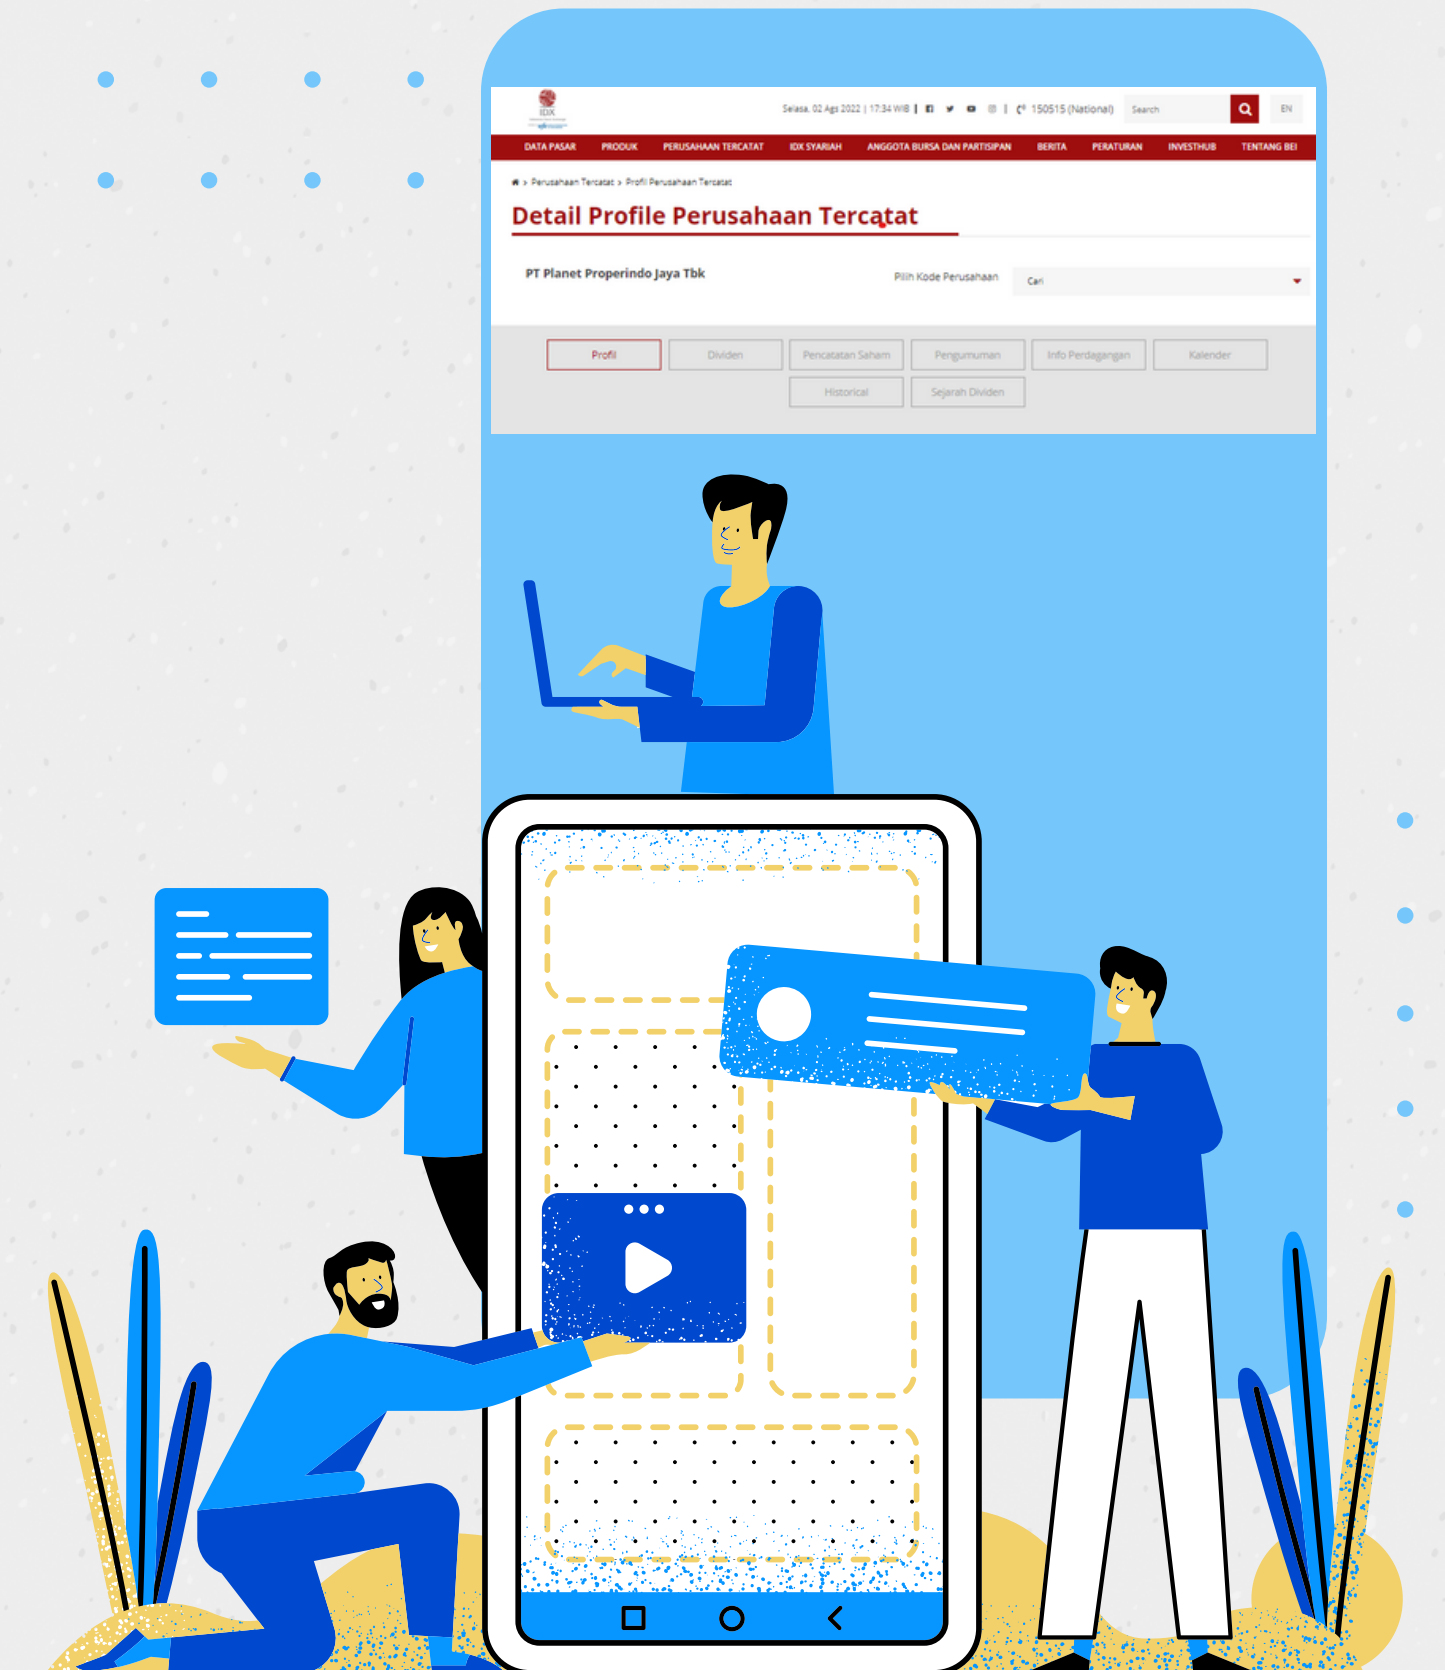 IDX
Selasa, 02 Ags 2022 | 17:34 WIB | 150515 (National) Search EN
DATA PASAR PRODUK PERUSAHAAN TERCATAT IDX SYARIAH ANGGOTA BURSA DAN PARTISIPAN BERITA PERATURAN INVESTHUB TENTANG BEI
> Perusahaan Tercatat > Profil Perusahaan Tercatat
Detail Profile Perusahaan Tercatat
PT Planet Properindo Jaya Tbk Pilih Kode Perusahaan Cari
Profil Dividen Pencatatan Saham Pengumuman Info Perdagangan Kalender
Historical Sejarah Dividen